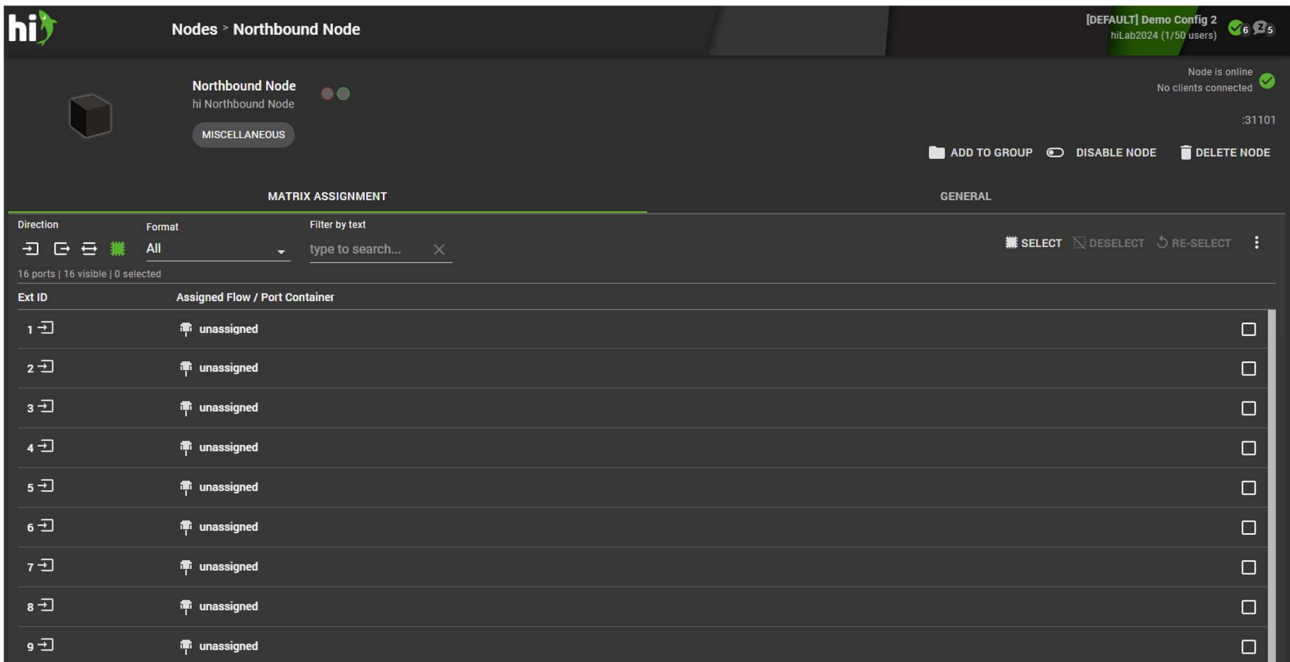 hi
Nodes > Northbound Node
[DEFAULT] Demo Config 2
hiLab2024 (1/50 users)
6 5
Northbound Node
hi Northbound Node
MISCELLANEOUS
Node is online
No clients connected
:31101
ADD TO GROUP DISABLE NODE DELETE NODE
MATRIX ASSIGNMENT GENERAL
Direction Format Filter by text
All type to search...
SELECT DESELECT RE-SELECT
16 ports | 16 visible | 0 selected
Ext ID Assigned Flow / Port Container
1 unassigned
2 unassigned
3 unassigned
4 unassigned
5 unassigned
6 unassigned
7 unassigned
8 unassigned
9 unassigned